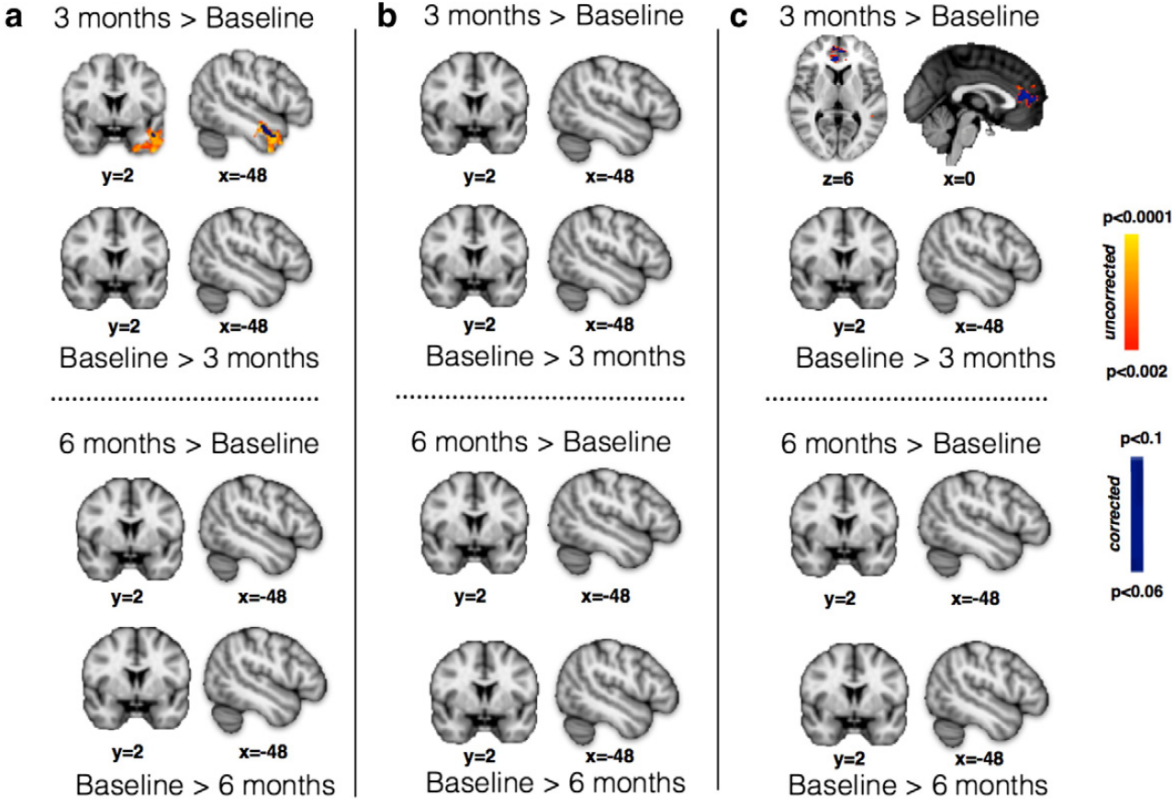 a
3 months > Baseline
y=2
x=-48
y=2
x=-48
Baseline > 3 months
6 months > Baseline
y=2
x=-48
y=2
x=-48
Baseline > 6 months
b
3 months > Baseline
y=2
x=-48
y=2
x=-48
Baseline > 3 months
6 months > Baseline
y=2
x=-48
y=2
x=-48
Baseline > 6 months
c
3 months > Baseline
z=6
x=0
y=2
x=-48
Baseline > 3 months
6 months > Baseline
y=2
x=-48
y=2
x=-48
Baseline > 6 months
p<0.0001
uncorrected
p<0.002
p<0.1
corrected
p<0.06